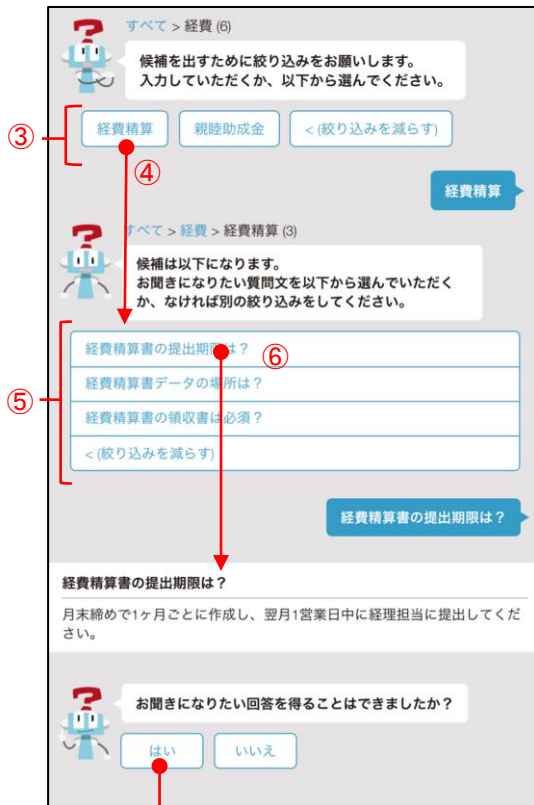 すべて > 経費 (6)
候補を出すために絞り込みをお願いします。
入力していただくか、以下から選んでください。
③
経費精算
親睦助成金
< (絞り込みを減らす)
④
経費精算
すべて > 経費 > 経費精算 (3)
候補は以下になります。
お聞きになりたい質問文を以下から選んでいただく
か、なければ別の絞り込みをしてください。
経費精算書の提出期限は？
⑥
経費精算書データの場所は？
⑤
経費精算書の領収書は必須？
< (絞り込みを減らす)
経費精算書の提出期限は？
経費精算書の提出期限は？
月末締めで1ヶ月ごとに作成し、翌月1営業日中に経理担当に提出してくだ
さい。
お聞きになりたい回答を得ることはできましたか？
はい
いいえ